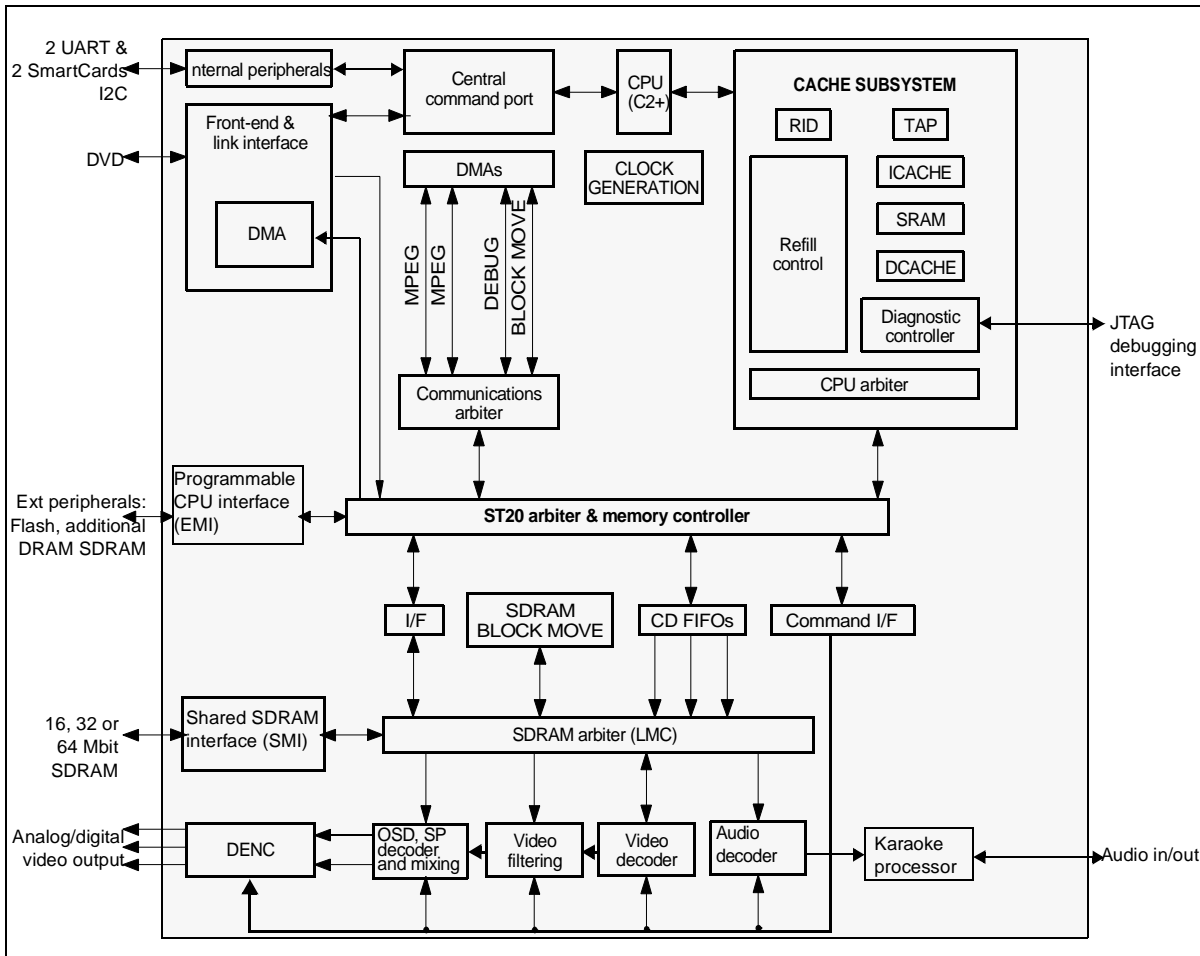 2 UART &
2 SmartCards
I2C
nternal peripherals
Central
command port
CPU
(C2+)
CACHE SUBSYSTEM
RID
TAP
ICACHE
SRAM
DCACHE
Refill
control
Diagnostic
controller
CPU arbiter
JTAG
debugging
interface
DVD
Front-end &
link interface
DMA
DMAs
CLOCK
GENERATION
MPEG
MPEG
DEBUG
BLOCK MOVE
Communications
arbiter
Ext peripherals:
Flash, additional
DRAM SDRAM
Programmable
CPU interface
(EMI)
ST20 arbiter & memory controller
I/F
SDRAM
BLOCK MOVE
CD FIFOs
Command I/F
16, 32 or
64 Mbit
SDRAM
Shared SDRAM
interface (SMI)
SDRAM arbiter (LMC)
Analog/digital
video output
DENC
OSD, SP
decoder
and mixing
Video
filtering
Video
decoder
Audio
decoder
Karaoke
processor
Audio in/out